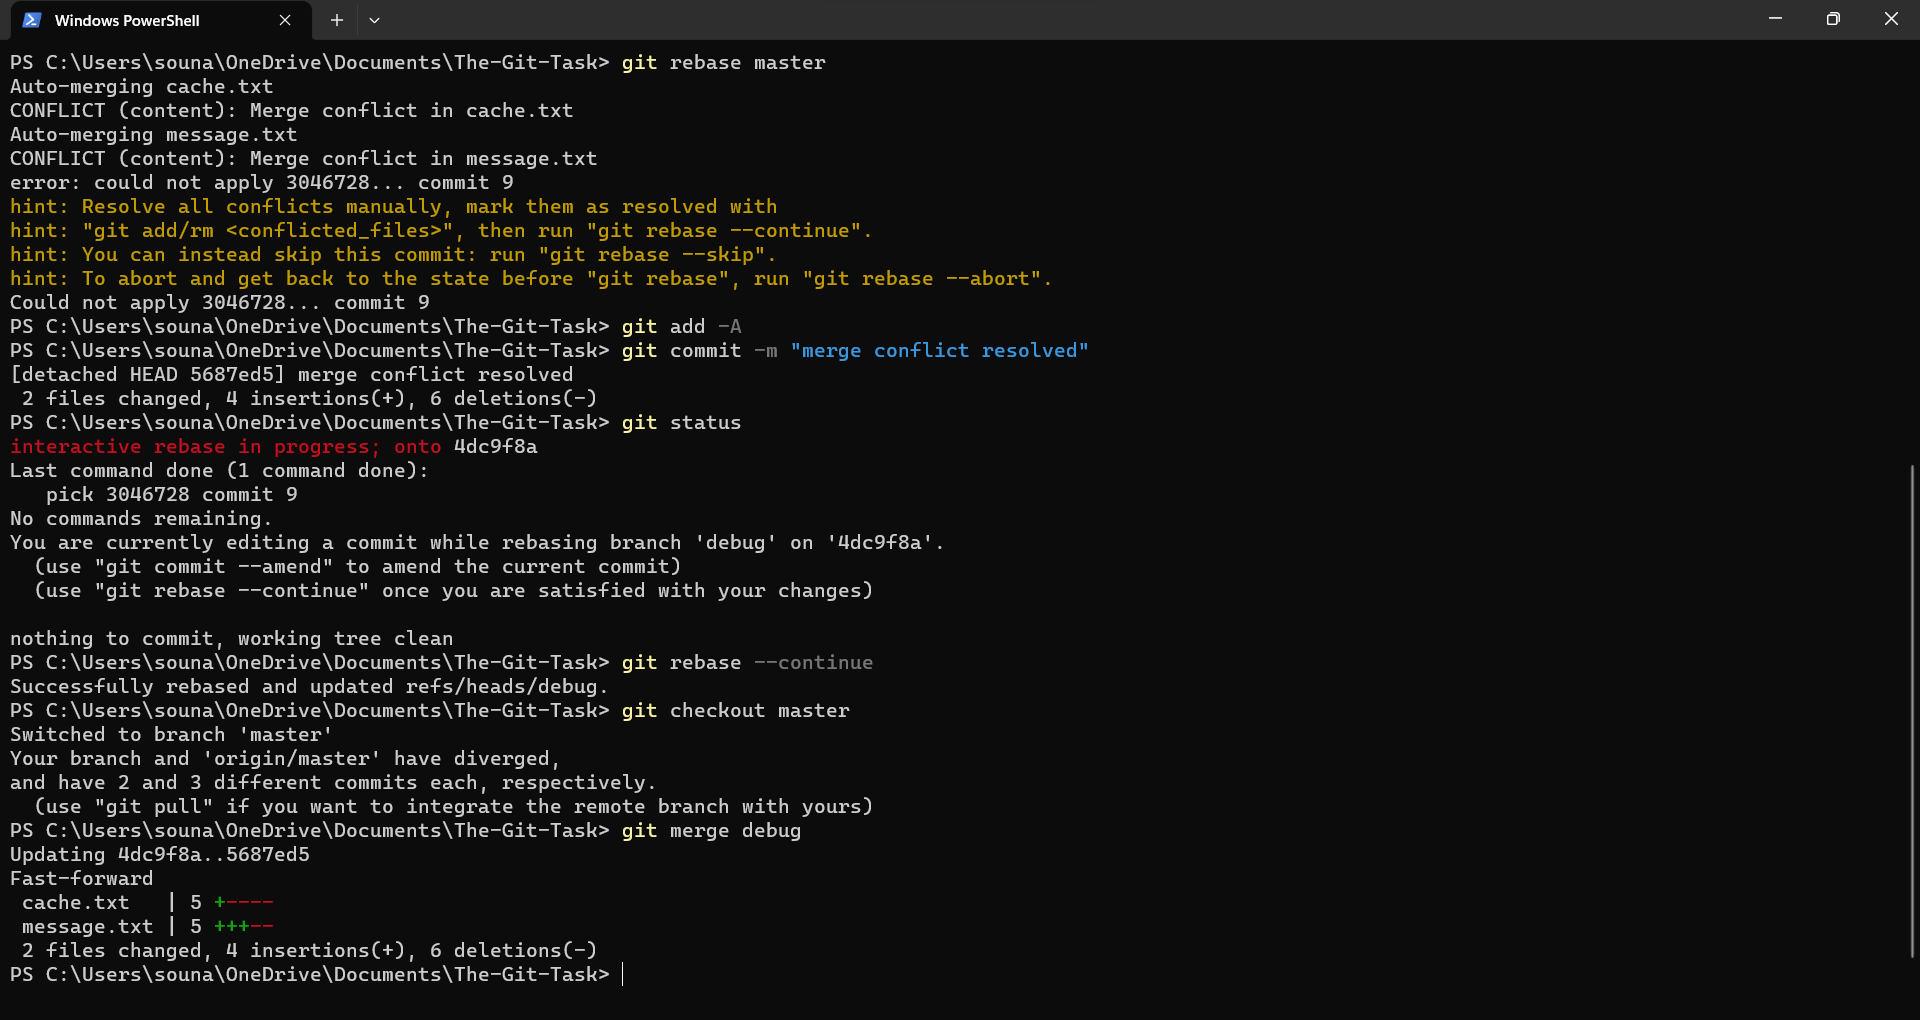 Windows PowerShell
PS C:\Users\souna\OneDrive\Documents\The-Git-Task> git rebase master
Auto-merging cache.txt
CONFLICT (content): Merge conflict in cache.txt
Auto-merging message.txt
CONFLICT (content): Merge conflict in message.txt
error: could not apply 3046728... commit 9
hint: Resolve all conflicts manually, mark them as resolved with
hint: "git add/rm <conflicted_files>", then run "git rebase --continue".
hint: You can instead skip this commit: run "git rebase --skip".
hint: To abort and get back to the state before "git rebase", run "git rebase --abort".
Could not apply 3046728... commit 9
PS C:\Users\souna\OneDrive\Documents\The-Git-Task> git add -A
PS C:\Users\souna\OneDrive\Documents\The-Git-Task> git commit -m "merge conflict resolved"
[detached HEAD 5687ed5] merge conflict resolved
 2 files changed, 4 insertions(+), 6 deletions(-)
PS C:\Users\souna\OneDrive\Documents\The-Git-Task> git status
interactive rebase in progress; onto 4dc9f8a
Last command done (1 command done):
   pick 3046728 commit 9
No commands remaining.
You are currently editing a commit while rebasing branch 'debug' on '4dc9f8a'.
  (use "git commit --amend" to amend the current commit)
  (use "git rebase --continue" once you are satisfied with your changes)
nothing to commit, working tree clean
PS C:\Users\souna\OneDrive\Documents\The-Git-Task> git rebase --continue
Successfully rebased and updated refs/heads/debug.
PS C:\Users\souna\OneDrive\Documents\The-Git-Task> git checkout master
Switched to branch 'master'
Your branch and 'origin/master' have diverged,
and have 2 and 3 different commits each, respectively.
  (use "git pull" if you want to integrate the remote branch with yours)
PS C:\Users\souna\OneDrive\Documents\The-Git-Task> git merge debug
Updating 4dc9f8a..5687ed5
Fast-forward
 cache.txt   | 5 +----
 message.txt | 5 +++--
 2 files changed, 4 insertions(+), 6 deletions(-)
PS C:\Users\souna\OneDrive\Documents\The-Git-Task>